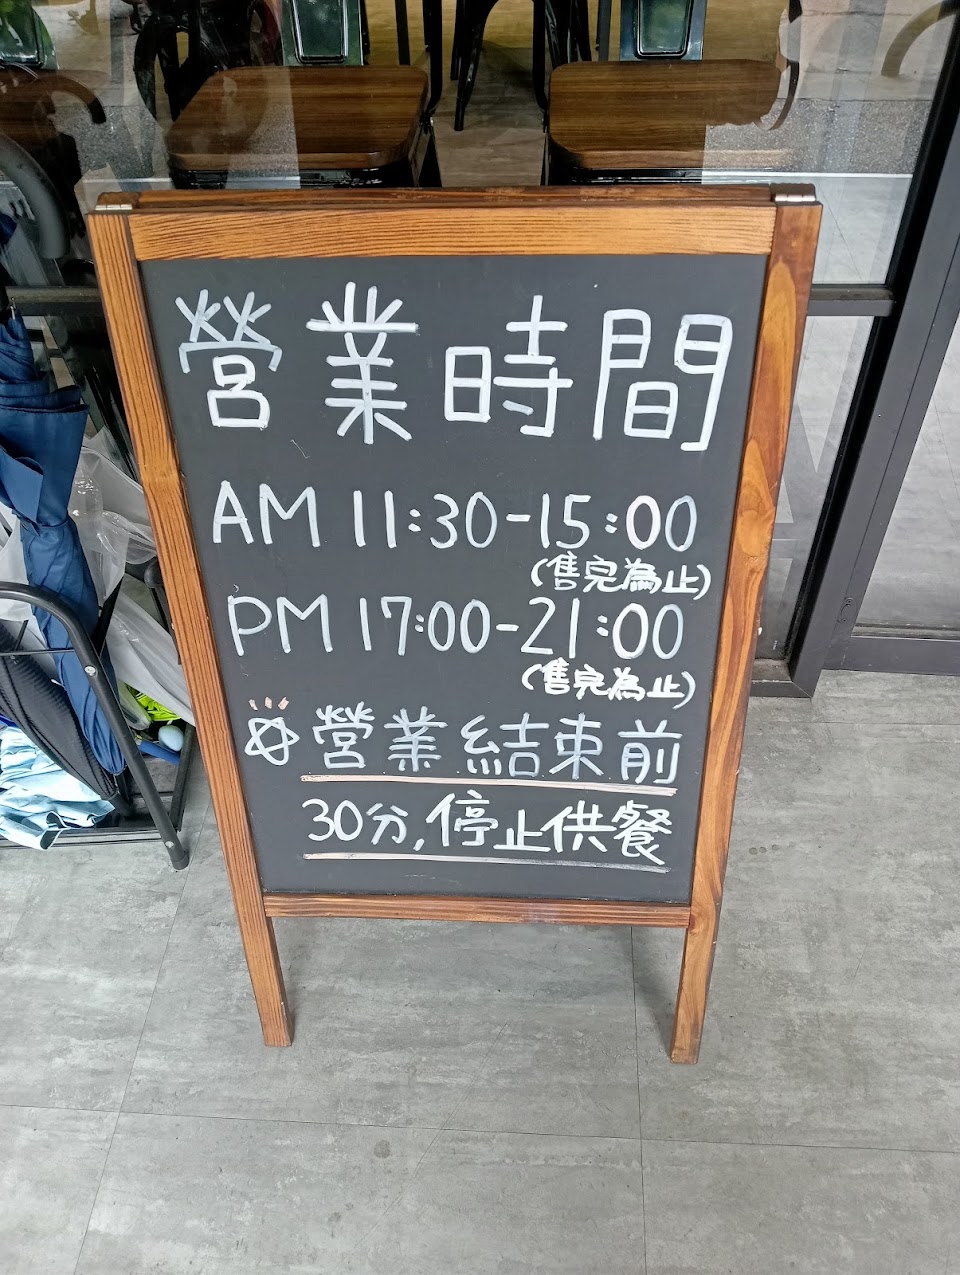 營業時間
AM 11:30-15:00
(售完為止)
PM 17:00-21:00
(售完為止)
營業結束前
30分,停止供餐